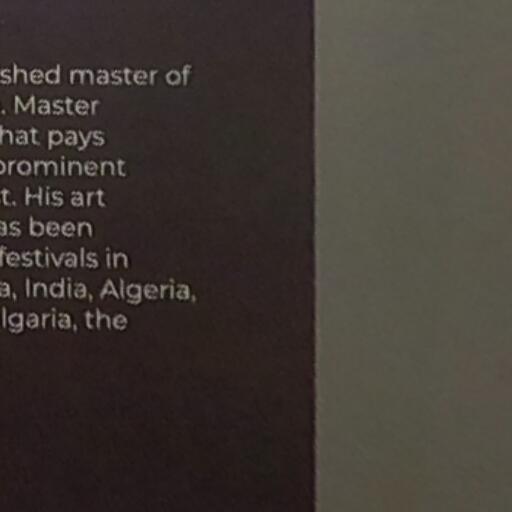 shed master of
. Master
hat pays
prominent
t. His art
as been
festivals in
a, India, Algeria,
lgaria, the